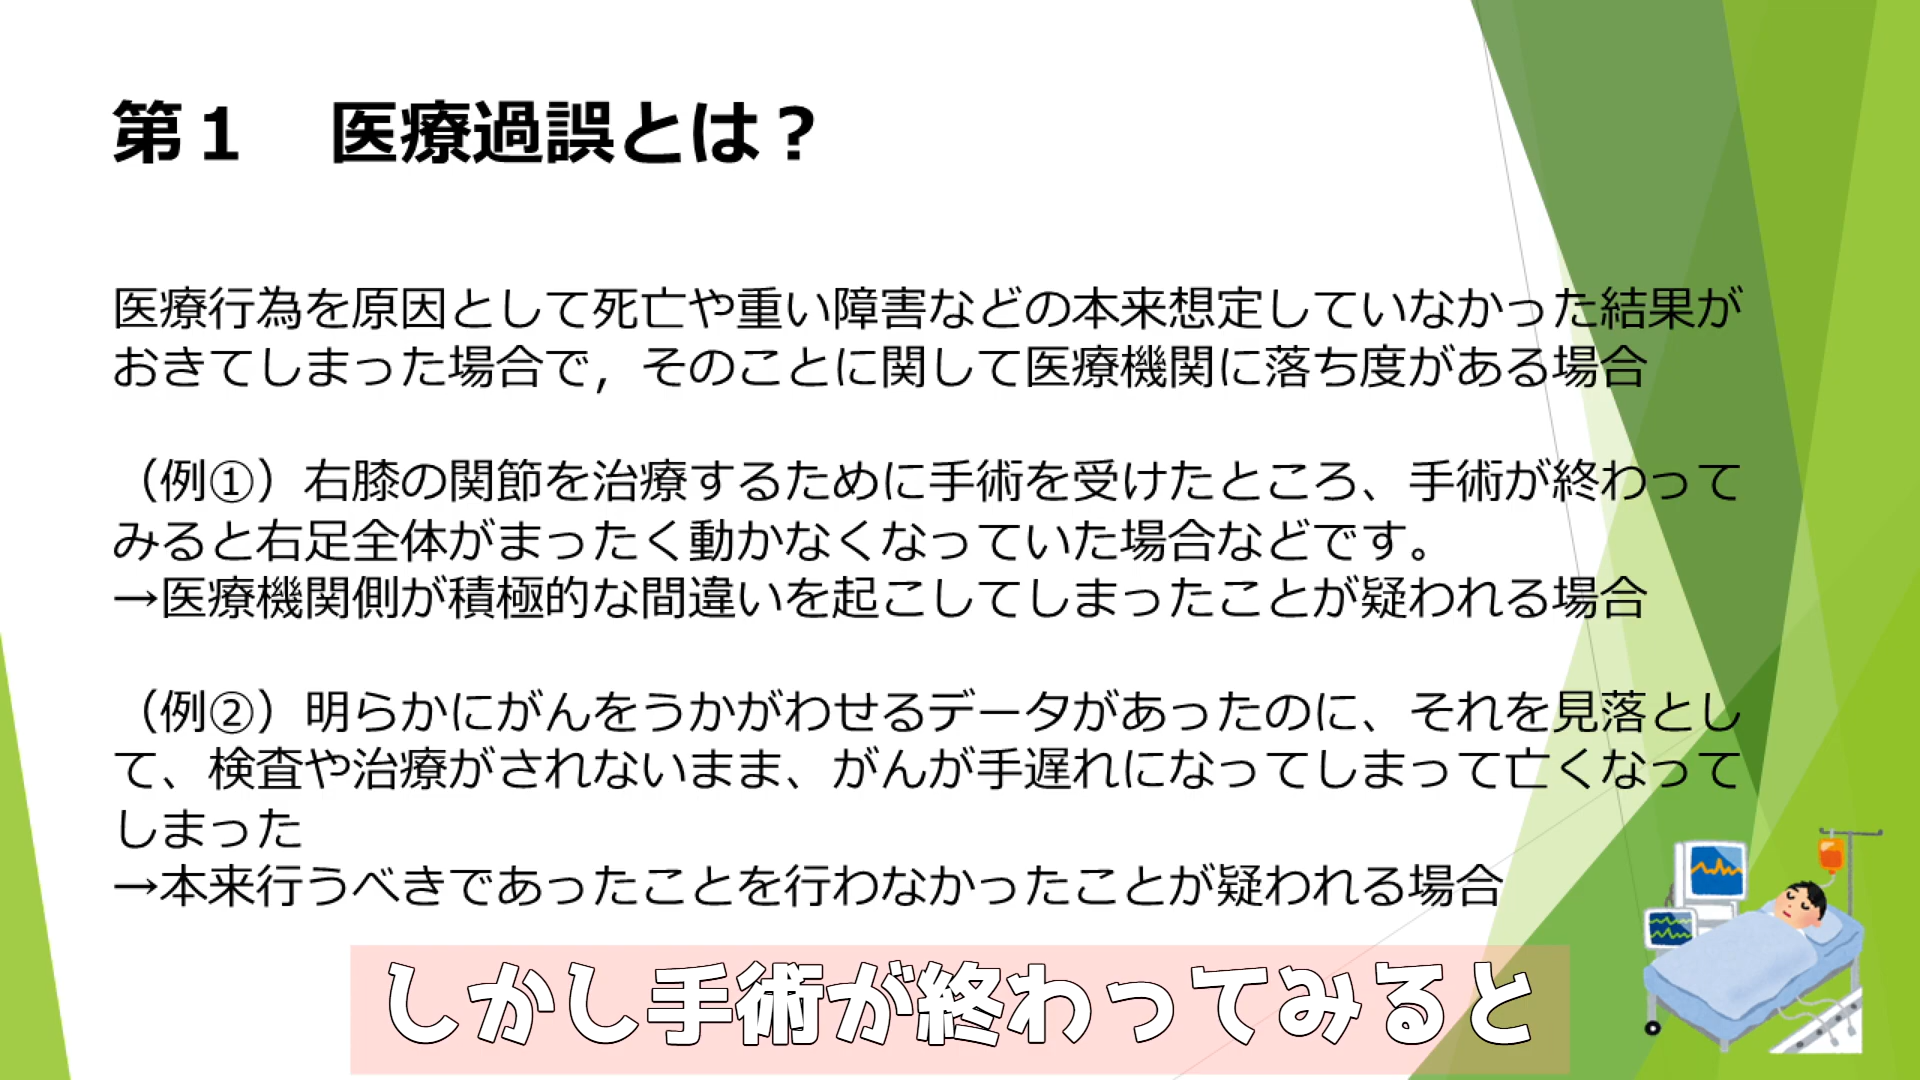 第１　医療過誤とは？
医療行為を原因として死亡や重い障害などの本来想定していなかった結果が
おきてしまった場合で，そのことに関して医療機関に落ち度がある場合
（例①）右膝の関節を治療するために手術を受けたところ、手術が終わって
みると右足全体がまったく動かなくなっていた場合などです。
→医療機関側が積極的な間違いを起こしてしまったことが疑われる場合
（例②）明らかにがんをうかがわせるデータがあったのに、それを見落とし
て、検査や治療がされないまま、がんが手遅れになってしまって亡くなって
しまった
→本来行うべきであったことを行わなかったことが疑われる場合
しかし手術が終わってみると